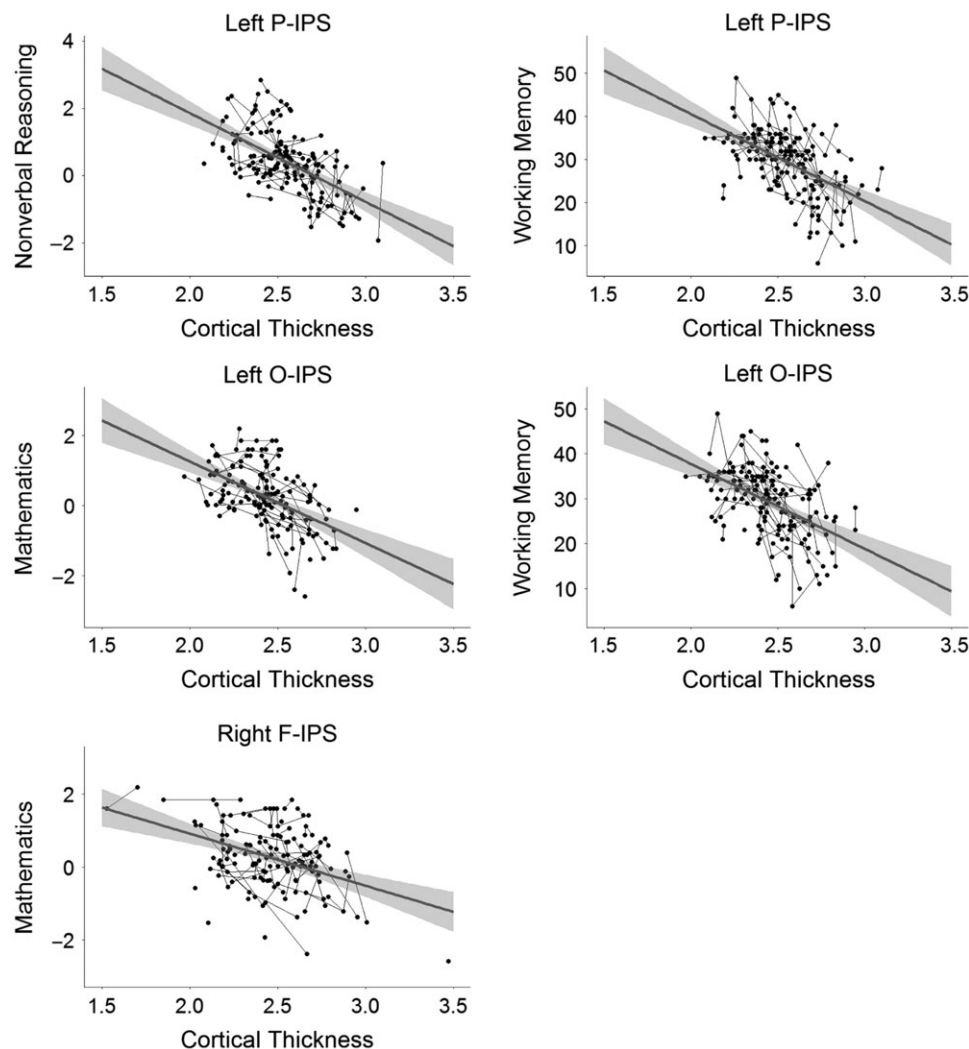 Left P-IPS
Nonverbal Reasoning
4
2
0
−2
1.5 2.0 2.5 3.0 3.5
Cortical Thickness
Left P-IPS
Working Memory
50
40
30
20
10
1.5 2.0 2.5 3.0 3.5
Cortical Thickness
Left O-IPS
Mathematics
2
0
−2
1.5 2.0 2.5 3.0 3.5
Cortical Thickness
Left O-IPS
Working Memory
50
40
30
20
10
1.5 2.0 2.5 3.0 3.5
Cortical Thickness
Right F-IPS
Mathematics
2
0
−2
1.5 2.0 2.5 3.0 3.5
Cortical Thickness